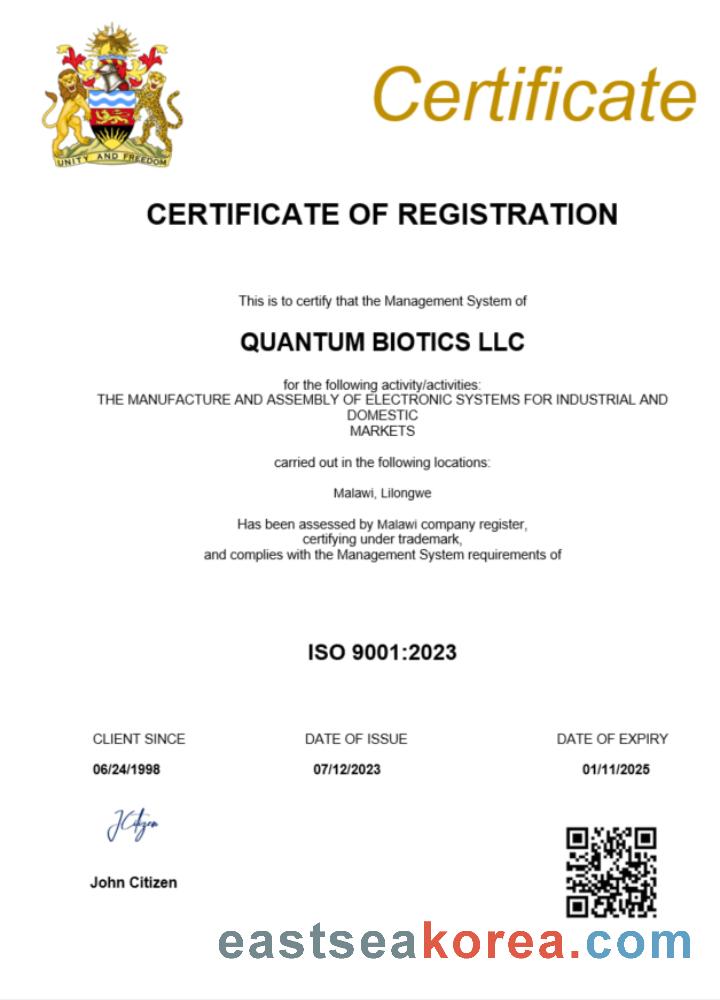 UNITY AND FREEDOM
Certificate
CERTIFICATE OF REGISTRATION
This is to certify that the Management System of
QUANTUM BIOTICS LLC
for the following activity/activities:
THE MANUFACTURE AND ASSEMBLY OF ELECTRONIC SYSTEMS FOR INDUSTRIAL AND
DOMESTIC
MARKETS
carried out in the following locations:
Malawi, Lilongwe
Has been assessed by Malawi company register,
certifying under trademark,
and complies with the Management System requirements of
ISO 9001:2023
CLIENT SINCE DATE OF ISSUE DATE OF EXPIRY
06/24/1998 07/12/2023 01/11/2025
JCitizen
John Citizen
eastseakorea.com